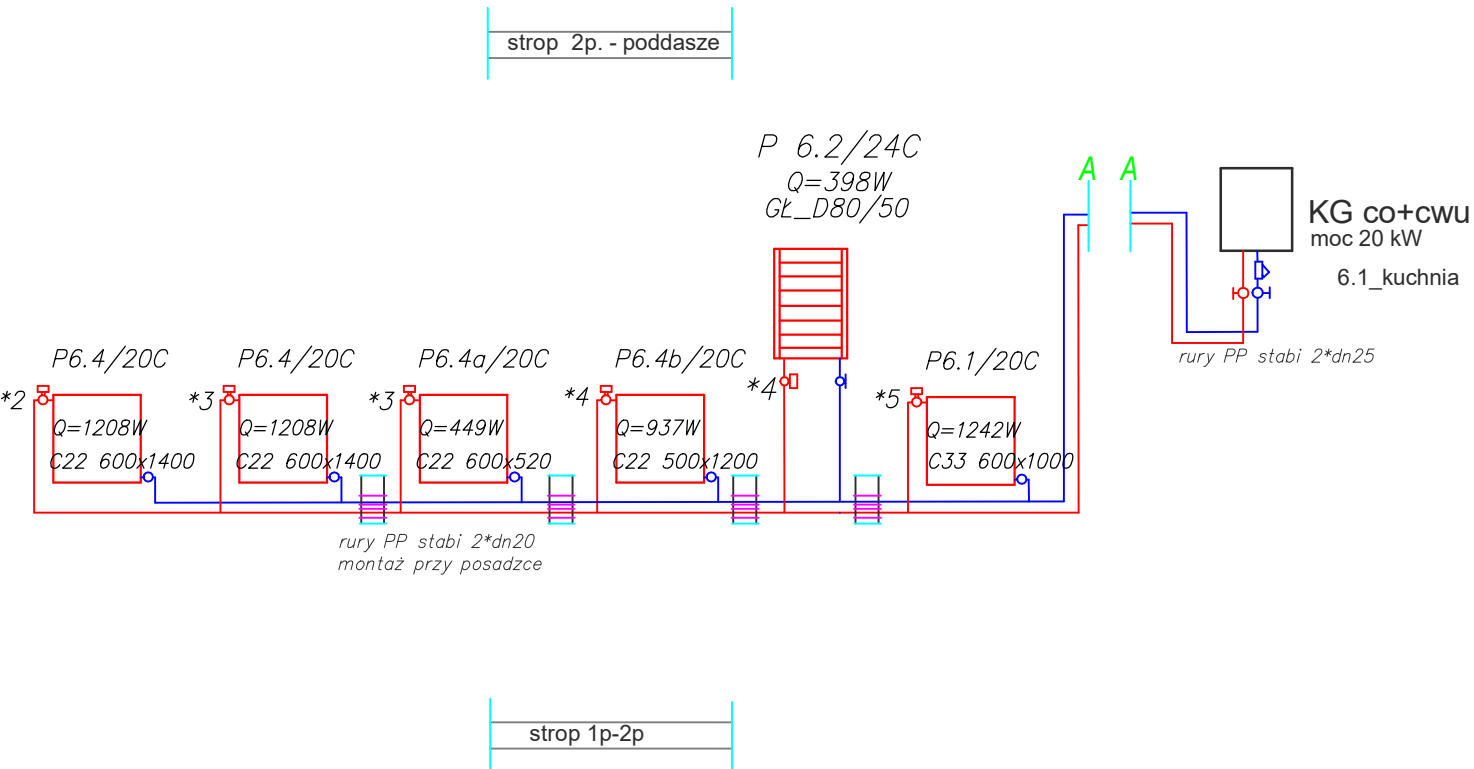 strop 2p. - poddasze
P 6.2/24C
Q=398W
GŁ_D80/50
A A
KG co+cwu
moc 20 kW
6.1_kuchnia
rury PP stabi 2*dn25
P6.4/20C
P6.4/20C
P6.4a/20C
P6.4b/20C
P6.1/20C
*2
*3
*3
*4
*4
*5
Q=1208W
Q=1208W
Q=449W
Q=937W
Q=1242W
C22 600x1400
C22 600x1400
C22 600x520
C22 500x1200
C33 600x1000
rury PP stabi 2*dn20
montaż przy posadzce
strop 1p-2p